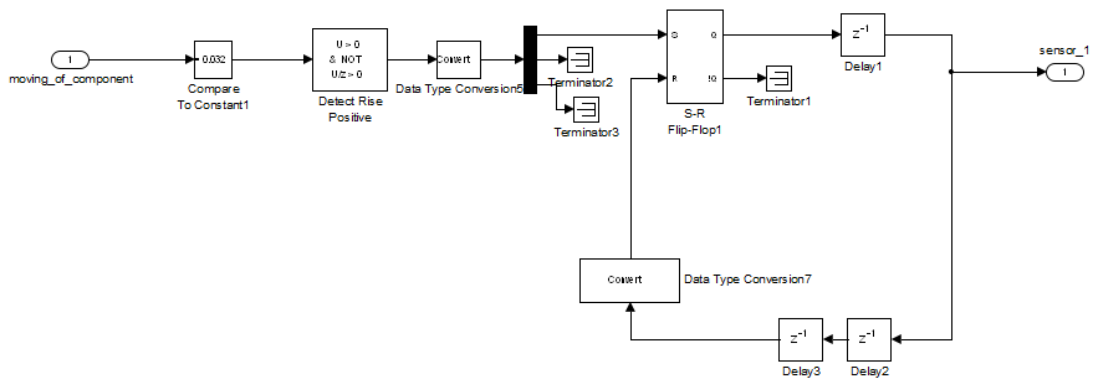 1
moving_of_component
0.032
Compare
To Constant1
U > 0
& NOT
U/z > 0
Detect Rise
Positive
Convert
Data Type Conversion5
Terminator2
Terminator3
S
R
Q
!Q
S-R
Flip-Flop1
Terminator1
Z-1
Delay1
sensor_1
1
Convert
Data Type Conversion7
Z-1
Delay3
Z-1
Delay2